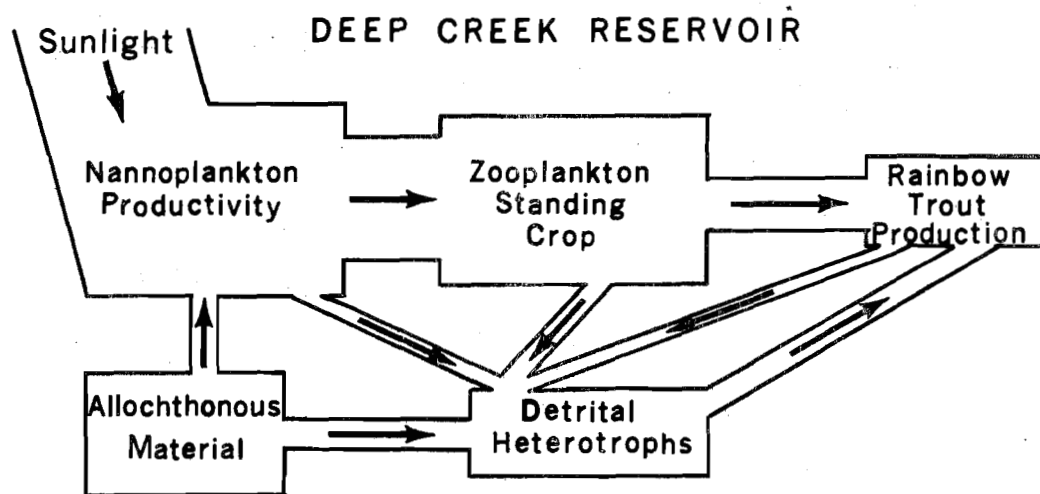 DEEP CREEK RESERVOIR
Sunlight
Nannoplankton
Productivity
Zooplankton
Standing
Crop
Rainbow
Trout
Production
Allochthonous
Material
Detrital
Heterotrophs